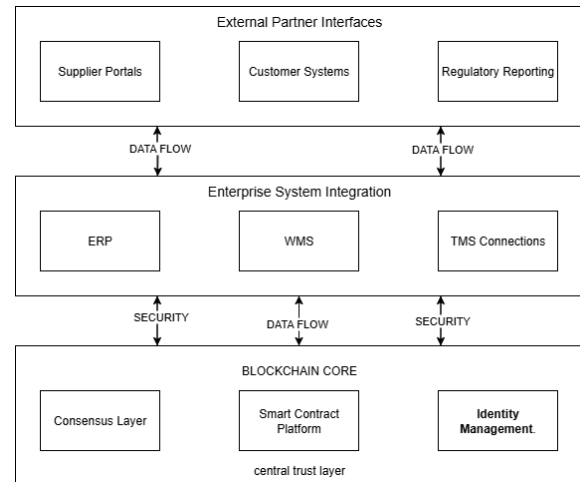 External Partner Interfaces
Supplier Portals
Customer Systems
Regulatory Reporting
DATA FLOW
DATA FLOW
Enterprise System Integration
ERP
WMS
TMS Connections
SECURITY
DATA FLOW
SECURITY
BLOCKCHAIN CORE
Consensus Layer
Smart Contract
Platform
Identity
Management.
central trust layer